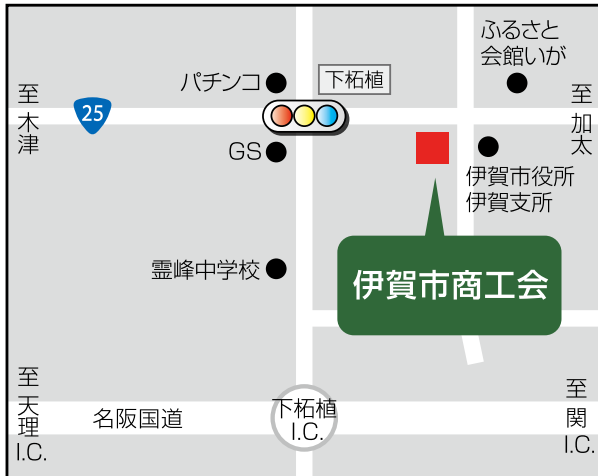 ふるさと
会館いが
パチンコ
下柘植
至
木
津
25
至
加
太
GS
伊賀市役所
伊賀支所
霊峰中学校
伊賀市商工会
至
天
理
I.C.
名阪国道
下柘植
I.C.
至
関
I.C.